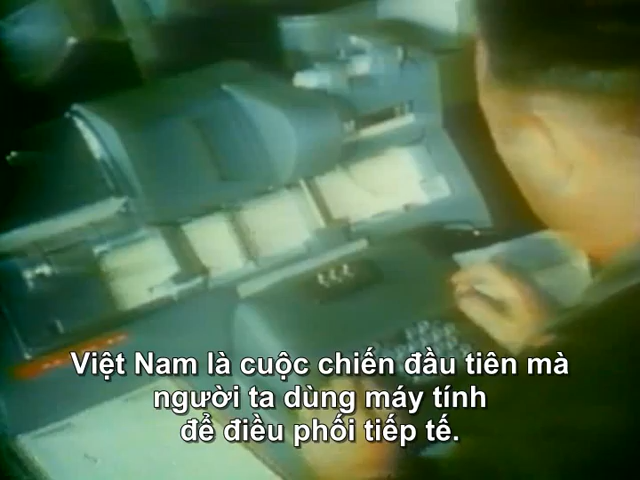 Việt Nam là cuộc chiến đầu tiên mà
người ta dùng máy tính
để điều phối tiếp tế.